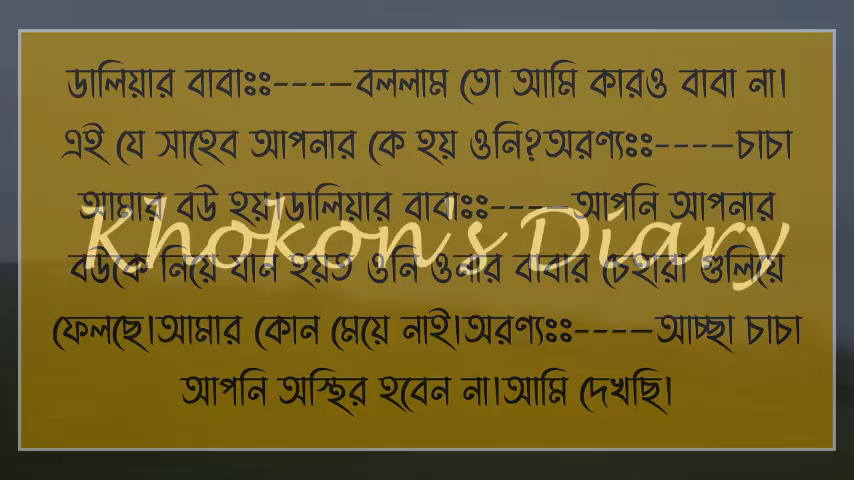 ডালিয়ার বাবাঃঃ----বললাম তো আমি কারও বাবা না।
এই যে সাহেব আপনার কে হয় ওনি?অরণ্যঃঃ----চাচা
আমার বউ হয়।ডালিয়ার বাবাঃঃ----আপনি আপনার
Khokon's Diary
বউকে নিয়ে যান হয়ত ওনি ওনার বাবার চেহারা গুলিয়ে
ফেলছে।আমার কোন মেয়ে নাই।অরণ্যঃঃ----আচ্ছা চাচা
আপনি অস্থির হবেন না।আমি দেখছি।